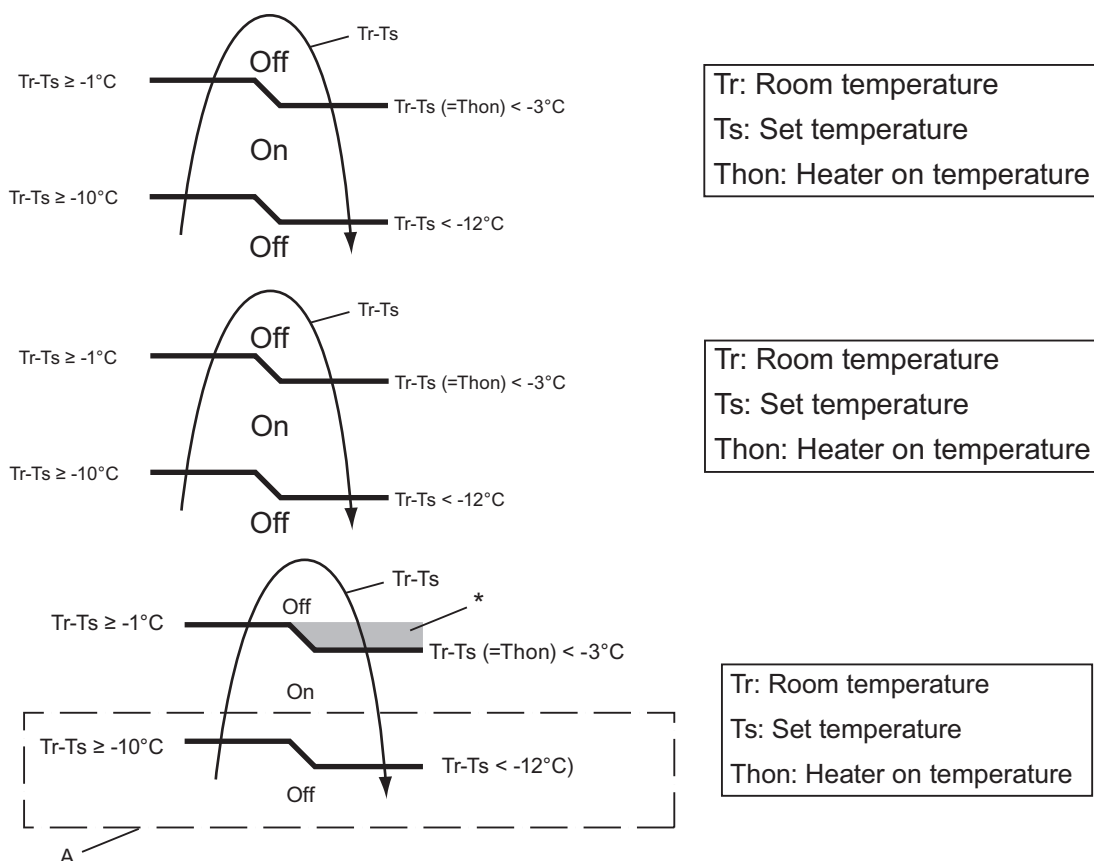 Tr-Ts
Off
Tr-Ts ≥ -1°C
Tr-Ts (=Thon) < -3°C
On
Tr-Ts ≥ -10°C
Tr-Ts < -12°C
Off
Tr: Room temperature
Ts: Set temperature
Thon: Heater on temperature
Tr-Ts
Off
Tr-Ts ≥ -1°C
Tr-Ts (=Thon) < -3°C
On
Tr-Ts ≥ -10°C
Tr-Ts < -12°C
Off
Tr: Room temperature
Ts: Set temperature
Thon: Heater on temperature
Tr-Ts
*
Off
Tr-Ts ≥ -1°C
Tr-Ts (=Thon) < -3°C
On
Tr-Ts ≥ -10°C
Tr-Ts < -12°C)
Off
A
Tr: Room temperature
Ts: Set temperature
Thon: Heater on temperature